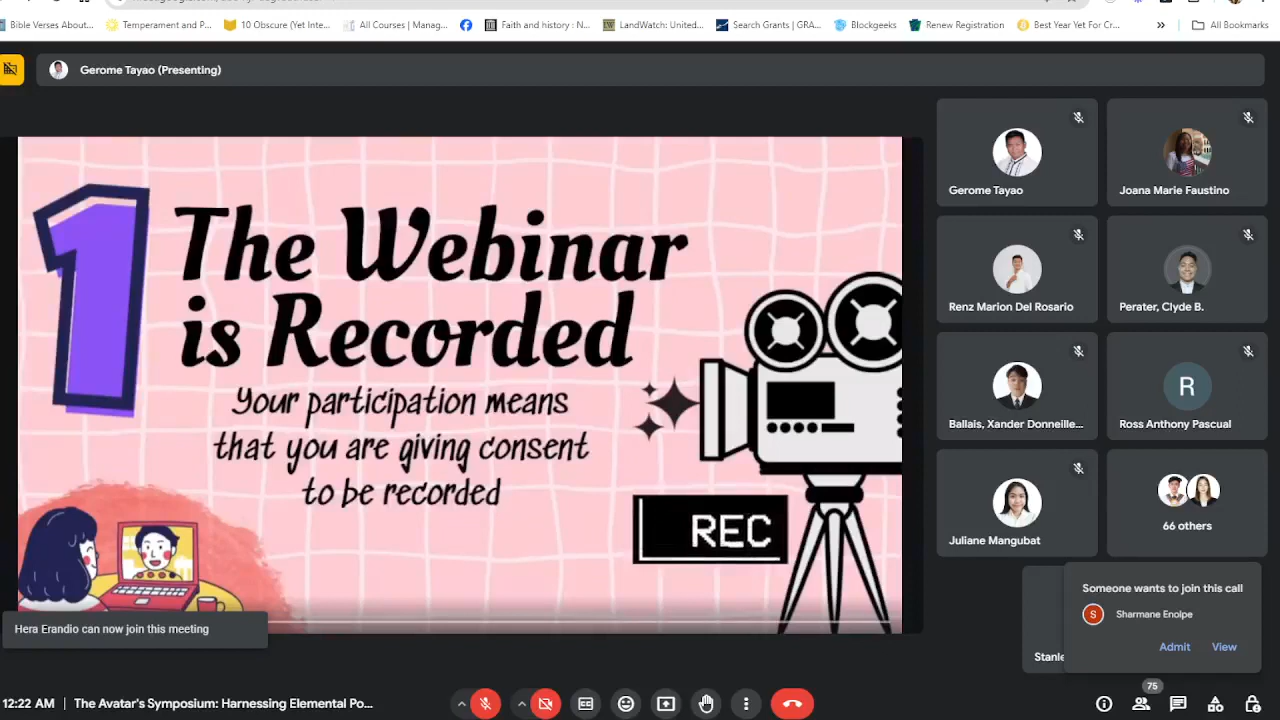 Bible Verses About...
Temperament and P...
10 Obscure (Yet Inte...
All Courses | Manag...
Faith and history : N...
LandWatch: United...
Search Grants | GRA...
Blockgeeks
Renew Registration
Best Year Yet For Cr...
»
All Bookmarks
Gerome Tayao (Presenting)
1
The Webinar
is Recorded
Your participation means
that you are giving consent
to be recorded
REC
Gerome Tayao
Joana Marie Faustino
Renz Marion Del Rosario
Perater, Clyde B.
Ballais, Xander Donneille...
R
Ross Anthony Pascual
Juliane Mangubat
66 others
Someone wants to join this call
S
Sharmane Enolpe
Admit
View
Hera Erandio can now join this meeting
75
12:22 AM | The Avatar's Symposium: Harnessing Elemental Po...